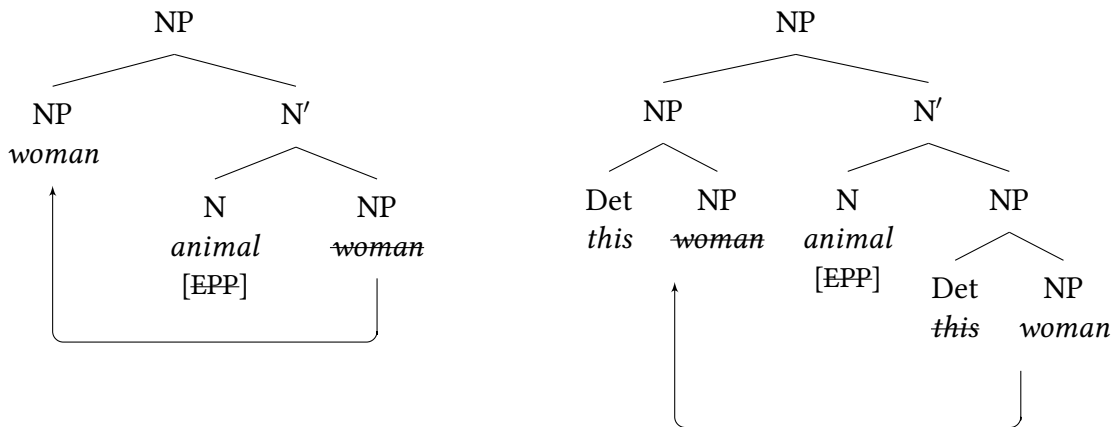 NP NP
NP N′ NP N′
woman
N NP Det NP N NP
animal woman this woman animal
[EPP] [EPP] Det NP
this woman